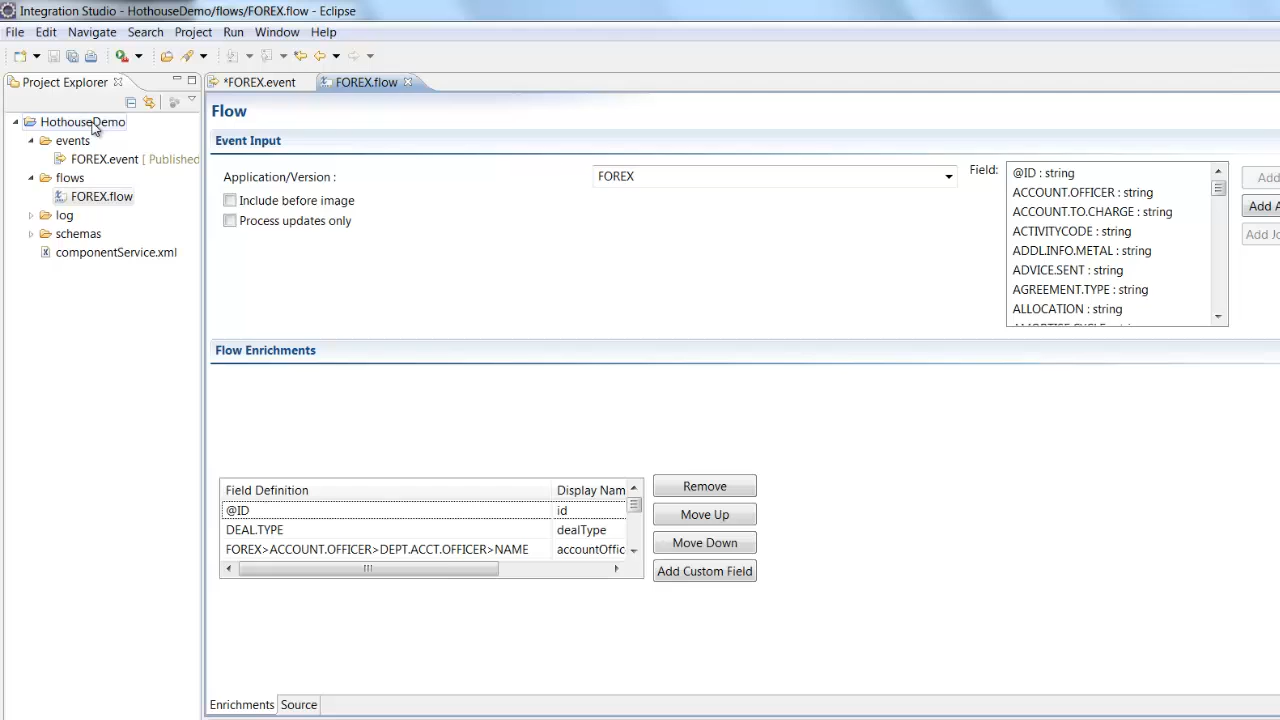 Integration Studio - HothouseDemo/flows/FOREX.flow - Eclipse
File Edit Navigate Search Project Run Window Help
Project Explorer
*FOREX.event
FOREX.flow
HothouseDemo
events
FOREX.event [ Published
flows
FOREX.flow
log
schemas
componentService.xml
Flow
Event Input
Application/Version :
FOREX
Include before image
Process updates only
Field:
@ID : string
ACCOUNT.OFFICER : string
ACCOUNT.TO.CHARGE : string
ACTIVITYCODE : string
ADDL.INFO.METAL : string
ADVICE.SENT : string
AGREEMENT.TYPE : string
ALLOCATION : string
Add
Add A
Add Jo
Flow Enrichments
Field Definition Display Nam
@ID id
DEAL.TYPE dealType
FOREX>ACCOUNT.OFFICER>DEPT.ACCT.OFFICER>NAME accountOffic
Remove
Move Up
Move Down
Add Custom Field
Enrichments Source